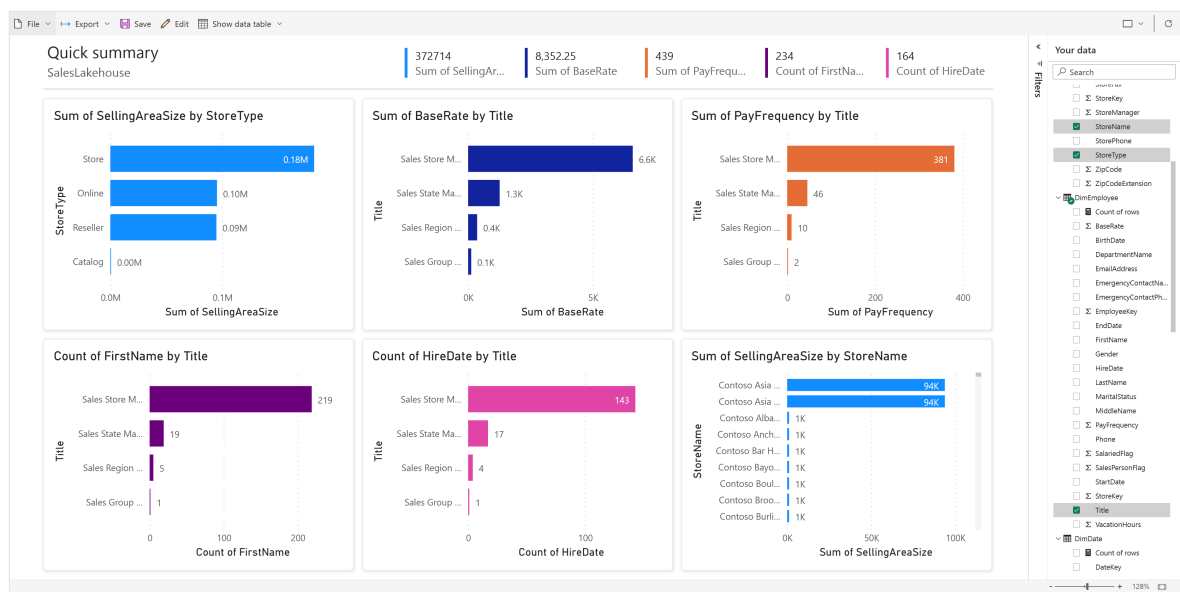 File Export Save Edit Show data table
Quick summary
SalesLakehouse
372714
Sum of SellingAr...
8,352.25
Sum of BaseRate
439
Sum of PayFrequ...
234
Count of FirstNa...
164
Count of HireDate
Sum of SellingAreaSize by StoreType
StoreType
Store 0.18M
Online 0.10M
Reseller 0.09M
Catalog 0.00M
0.0M 0.1M
Sum of SellingAreaSize
Sum of BaseRate by Title
Title
Sales Store M... 6.6K
Sales State Ma... 1.3K
Sales Region ... 0.4K
Sales Group ... 0.1K
0K 5K
Sum of BaseRate
Sum of PayFrequency by Title
Title
Sales Store M... 381
Sales State Ma... 46
Sales Region ... 10
Sales Group ... 2
0 200 400
Sum of PayFrequency
Count of FirstName by Title
Title
Sales Store M... 219
Sales State Ma... 19
Sales Region ... 5
Sales Group ... 1
0 100 200
Count of FirstName
Count of HireDate by Title
Title
Sales Store M... 143
Sales State Ma... 17
Sales Region ... 4
Sales Group ... 1
0 100
Count of HireDate
Sum of SellingAreaSize by StoreName
StoreName
Contoso Asia ... 94K
Contoso Asia ... 94K
Contoso Alba... 1K
Contoso Anch... 1K
Contoso Bar H... 1K
Contoso Bayo... 1K
Contoso Boul... 1K
Contoso Broo... 1K
Contoso Burli... 1K
0K 50K 100K
Sum of SellingAreaSize
Filters
Your data
Search
Σ StoreKey
Σ StoreManager
StoreName
StorePhone
StoreType
Σ ZipCode
Σ ZipCodeExtension
DimEmployee
Count of rows
Σ BaseRate
BirthDate
DepartmentName
EmailAddress
EmergencyContactNa...
EmergencyContactPh...
Σ EmployeeKey
EndDate
FirstName
Gender
HireDate
LastName
MaritalStatus
MiddleName
Σ PayFrequency
Phone
Σ SalariedFlag
Σ SalesPersonFlag
StartDate
Σ StoreKey
Title
Σ VacationHours
DimDate
Count of rows
DateKey
- + 128%